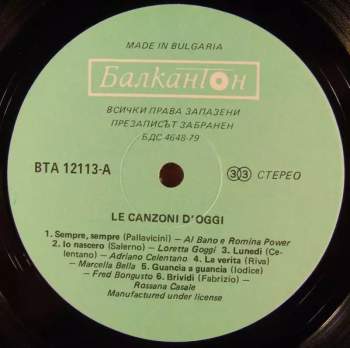 MADE IN BULGARIA
Балкантон
ВСИЧКИ ПРАВА ЗАПАЗЕНИ
ПРЕЗАПИСЪТ ЗАБРАНЕН
БДС 4648-79
ВТА 12113-А
33 СТЕРЕО
LE CANZONI D'OGGI
1. Sempre, sempre (Pallavicini) — Al Bano e Romina Power
2. Io nascero (Salerno) — Loretta Goggi 3. Lunedi (Ce-
lentano) — Adriano Celentano 4. La verita (Riva)
— Marcella Bella 5. Guancia a guancia (Iodice)
— Fred Bongusto 6. Brividi (Fabrizio) —
Rossana Casale
Manufactured under license